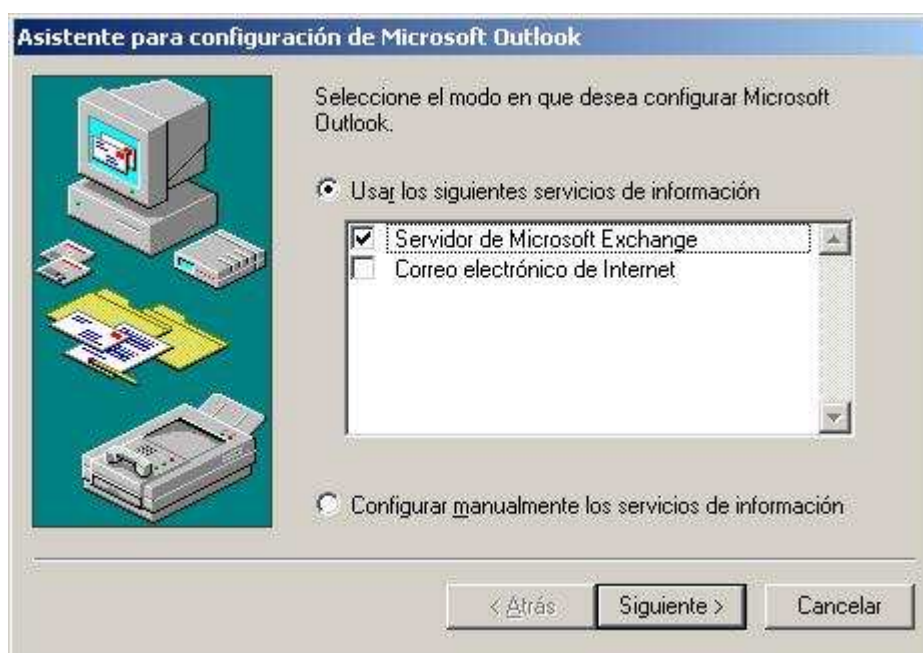 Asistente para configuración de Microsoft Outlook
Seleccione el modo en que desea configurar Microsoft
Outlook.
Usar los siguientes servicios de información
Servidor de Microsoft Exchange
Correo electrónico de Internet
Configurar manualmente los servicios de información
< Atrás
Siguiente >
Cancelar